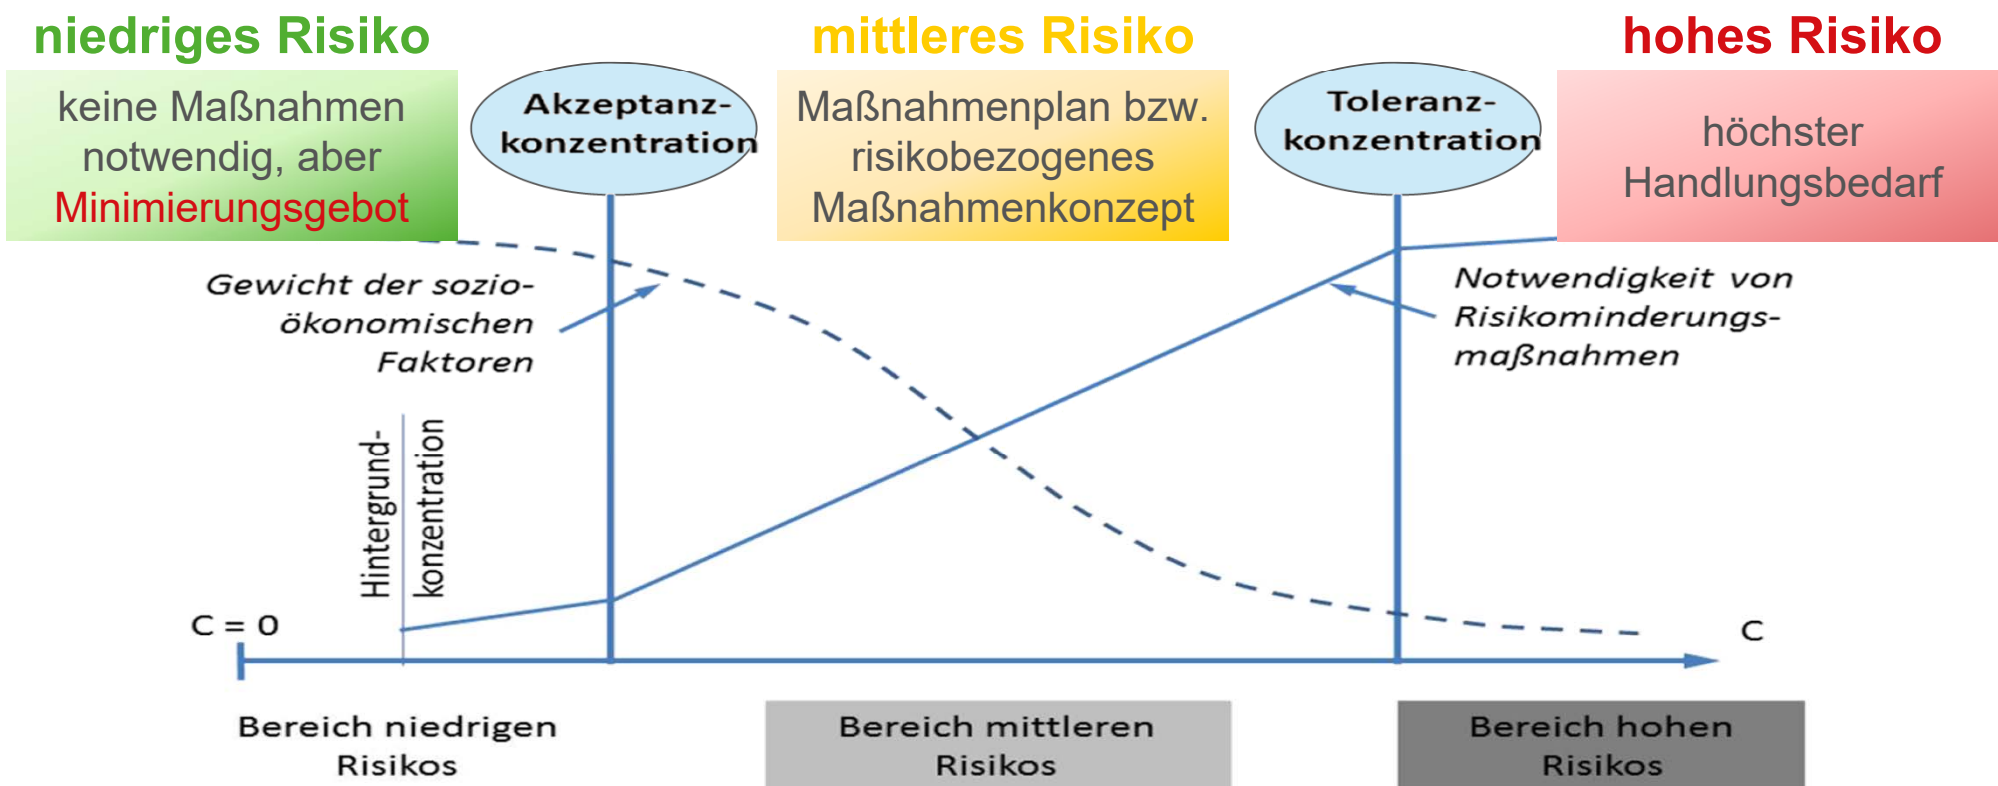 niedriges Risiko
keine Maßnahmen
notwendig, aber
Minimierungsgebot
Akzeptanz-
konzentration
mittleres Risiko
Maßnahmenplan bzw.
risikobezogenes
Maßnahmenkonzept
Toleranz-
konzentration
hohes Risiko
höchster
Handlungsbedarf
Gewicht der sozio-
ökonomischen
Faktoren
Notwendigkeit von
Risikominderungs-
maßnahmen
Hintergrund-
konzentration
C = 0
C
Bereich niedrigen
Risikos
Bereich mittleren
Risikos
Bereich hohen
Risikos